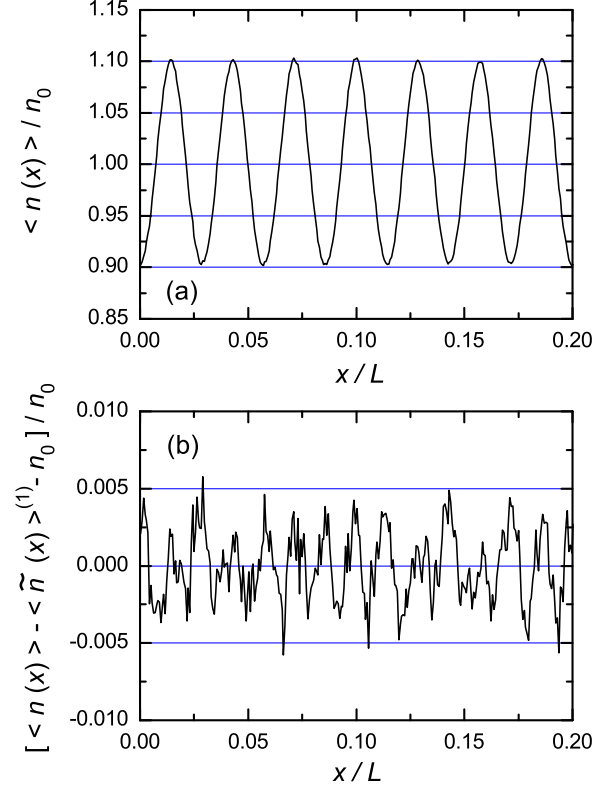 1.15
1.10
1.05
1.00
0.95
0.90
0.85
< n (x) > / n0
(a)
0.00 0.05 0.10 0.15 0.20
x / L
0.010
0.005
0.000
-0.005
-0.010
[ < n (x) > - < ñ (x) >(1) - n0 ] / n0
(b)
0.00 0.05 0.10 0.15 0.20
x / L